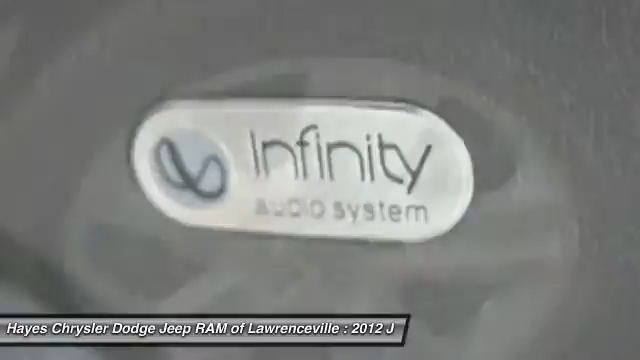 Infinity
audio system
Hayes Chrysler Dodge Jeep RAM of Lawrenceville : 2012 J